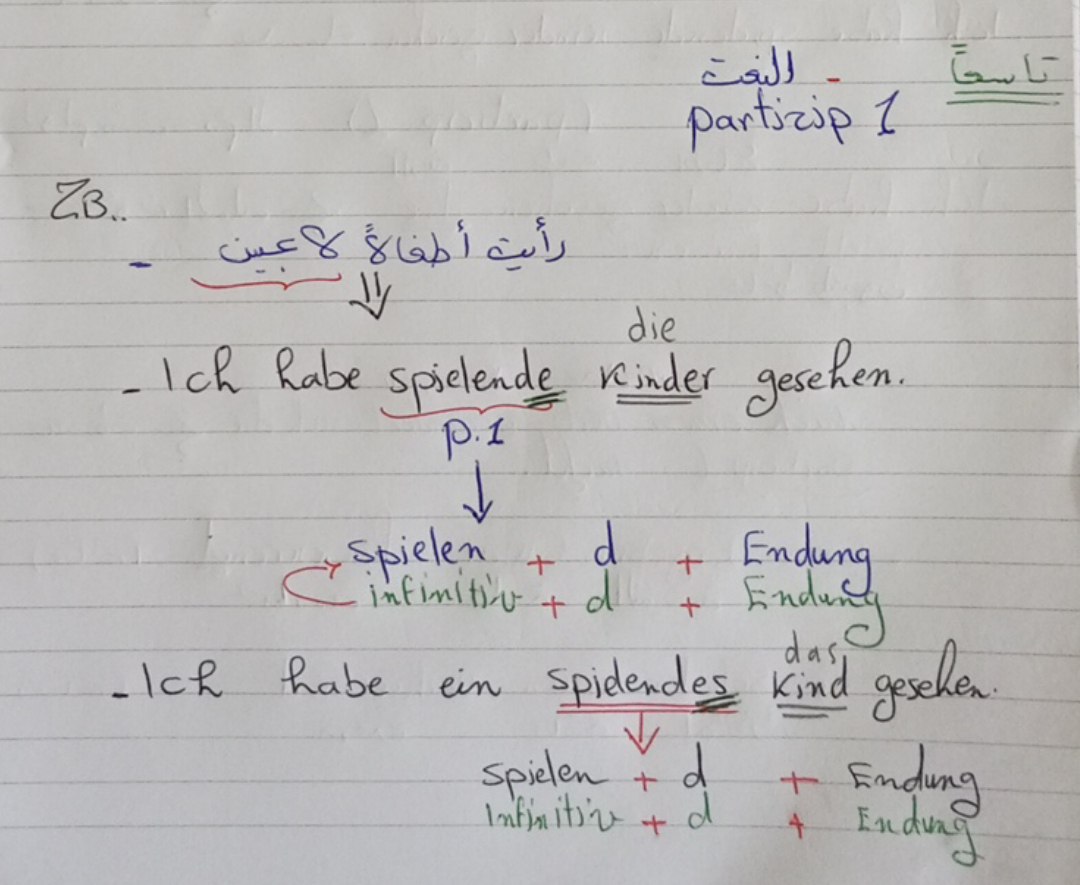 تاسعاً - النعت
partizip 1
ZB..
- رأيت أطفالاً لاعبين
die
- Ich habe spielende Kinder gesehen.
p.1
spielen + d + Endung
infinitiv + d + Endung
das
- Ich habe ein spielendes Kind gesehen.
spielen + d + Endung
Infinitiv + d + Endung